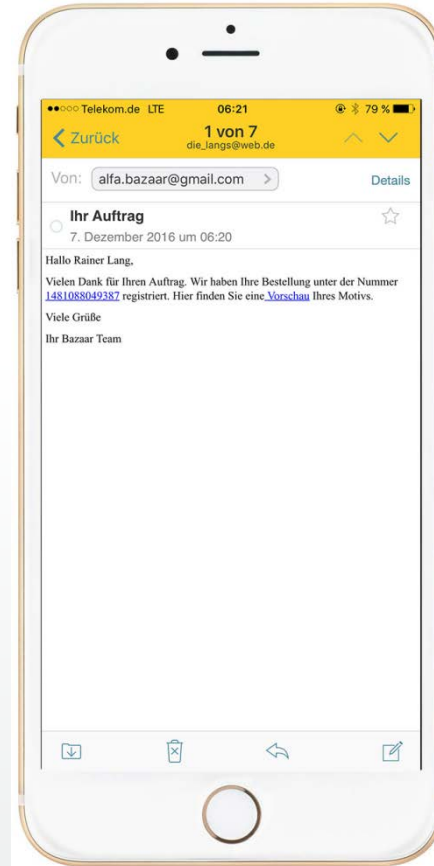 Telekom.de LTE 06:21 79 %
Zurück 1 von 7
die_langs@web.de
Von: alfa.bazaar@gmail.com Details
Ihr Auftrag
7. Dezember 2016 um 06:20
Hallo Rainer Lang,
Vielen Dank für Ihren Auftrag. Wir haben Ihre Bestellung unter der Nummer
1481088049387 registriert. Hier finden Sie eine Vorschau Ihres Motivs.
Viele Grüße
Ihr Bazaar Team